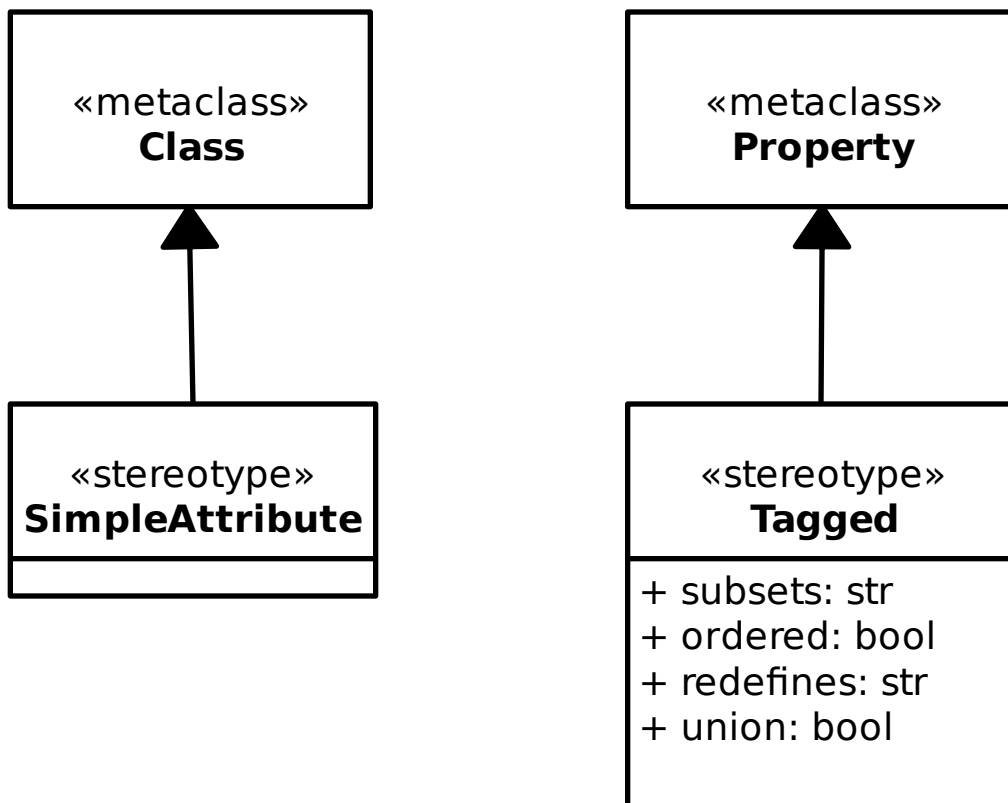 «metaclass»
Class
«metaclass»
Property
«stereotype»
SimpleAttribute
«stereotype»
Tagged
+ subsets: str
+ ordered: bool
+ redefines: str
+ union: bool